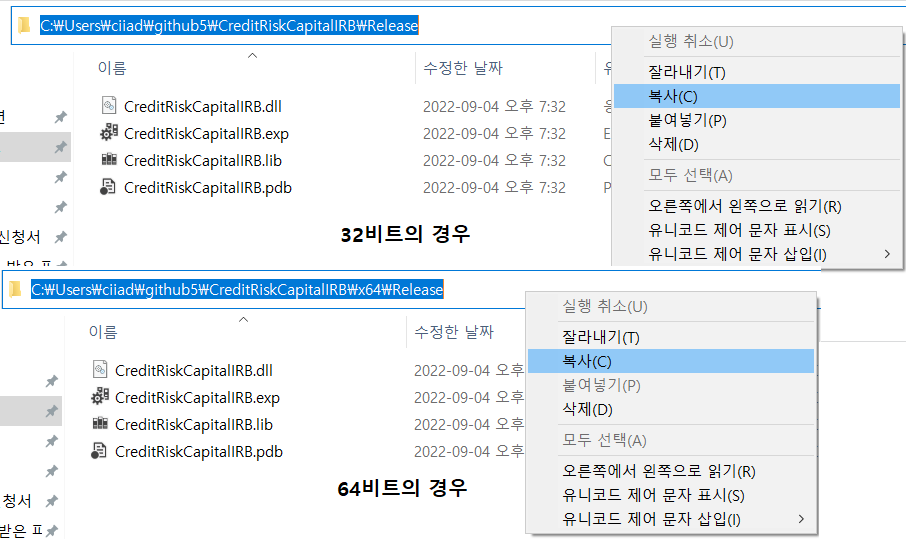 C:₩Users₩ciiad₩github5₩CreditRiskCapitalIRB₩Release
실행 취소(U)
이름
수정한 날짜
잘라내기(T)
복사(C)
CreditRiskCapitalIRB.dll
2022-09-04 오후 7:32
붙여넣기(P)
CreditRiskCapitalIRB.exp
2022-09-04 오후 7:32
E
삭제(D)
CreditRiskCapitalIRB.lib
2022-09-04 오후 7:32
C
모두 선택(A)
CreditRiskCapitalIRB.pdb
2022-09-04 오후 7:32
P
오른쪽에서 왼쪽으로 읽기(R)
신청서
32비트의 경우
유니코드 제어 문자 표시(S)
유니코드 제어 문자 삽입(I)
C:₩Users₩ciiad₩github5₩CreditRiskCapitalIRB₩x64₩Release
실행 취소(U)
이름
수정한 날짜
잘라내기(T)
복사(C)
CreditRiskCapitalIRB.dll
2022-09-04 오후
붙여넣기(P)
CreditRiskCapitalIRB.exp
2022-09-04 오후
삭제(D)
CreditRiskCapitalIRB.lib
2022-09-04 오후
모두 선택(A)
CreditRiskCapitalIRB.pdb
2022-09-04 오후
오른쪽에서 왼쪽으로 읽기(R)
청서
64비트의 경우
유니코드 제어 문자 표시(S)
받은 프
유니코드 제어 문자 삽입(I)